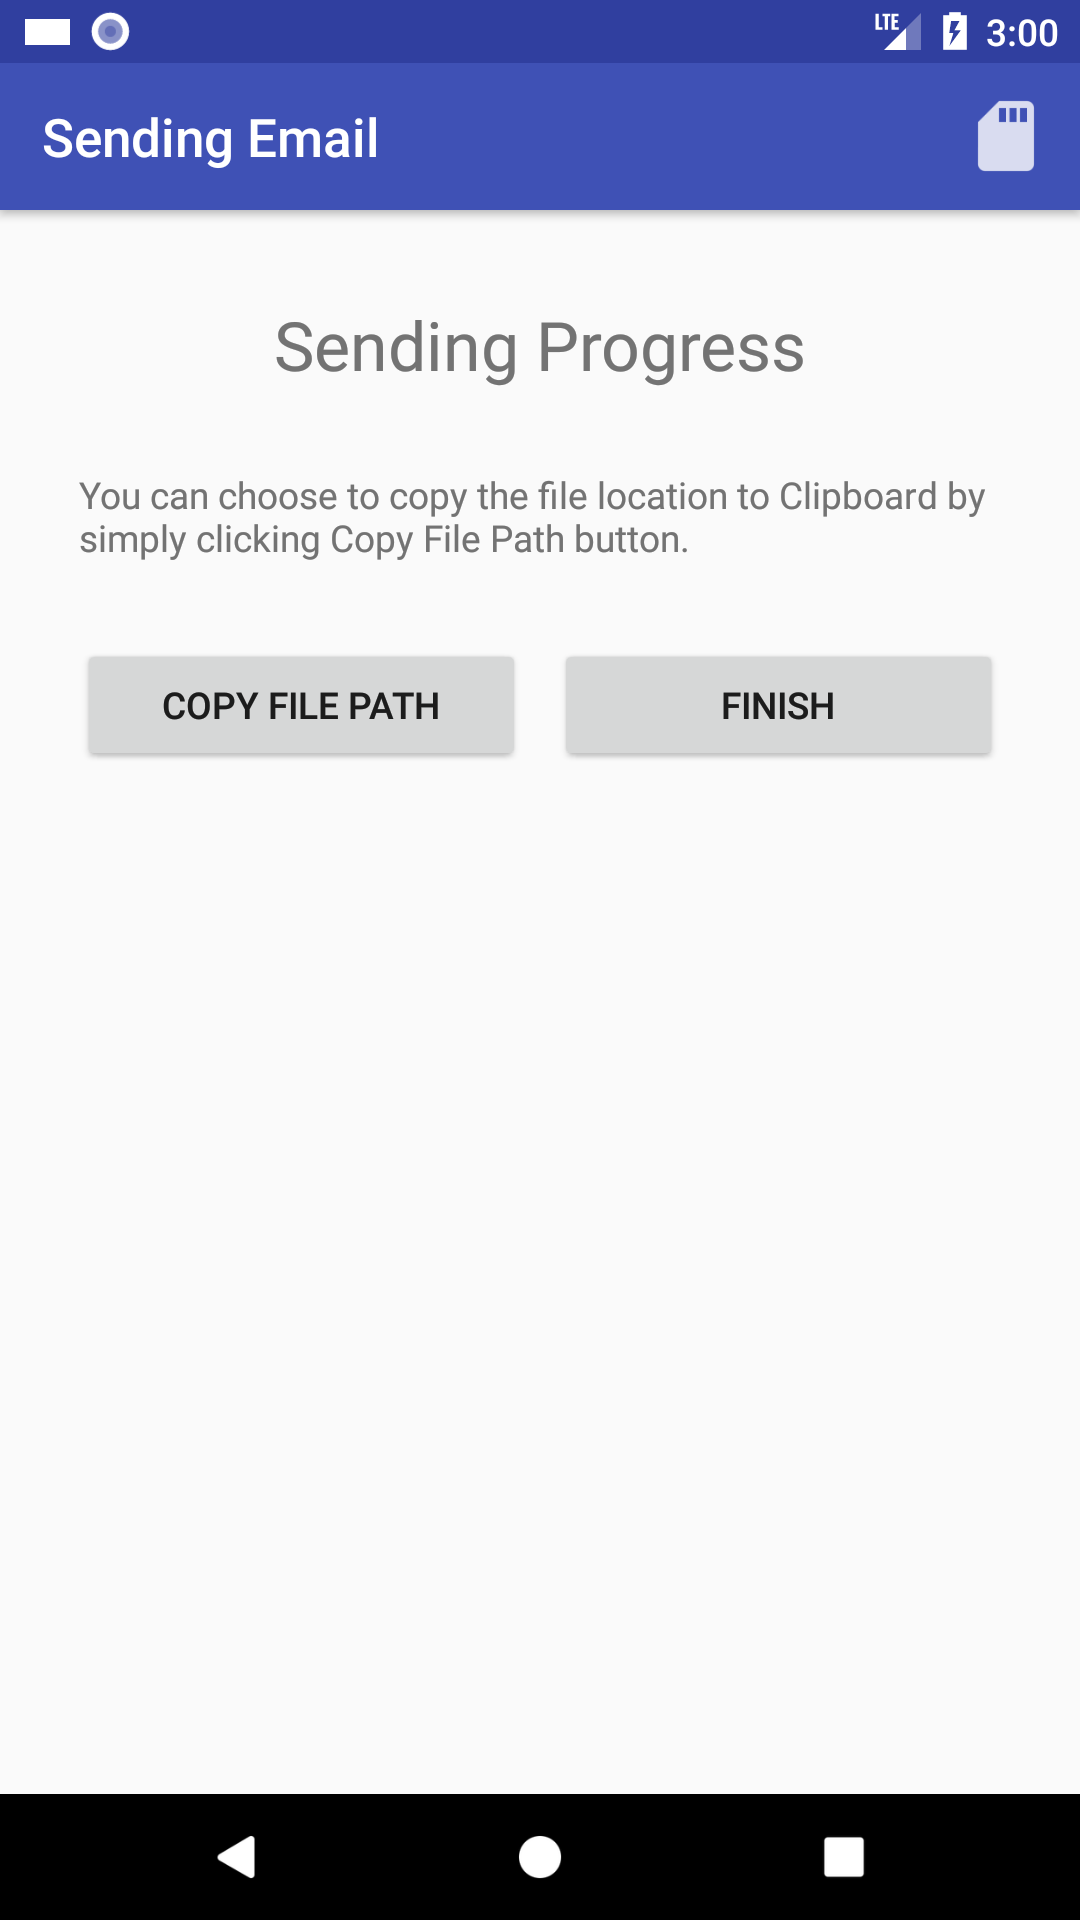 LTE 3:00
Sending Email
Sending Progress
You can choose to copy the file location to Clipboard by
simply clicking Copy File Path button.
COPY FILE PATH FINISH